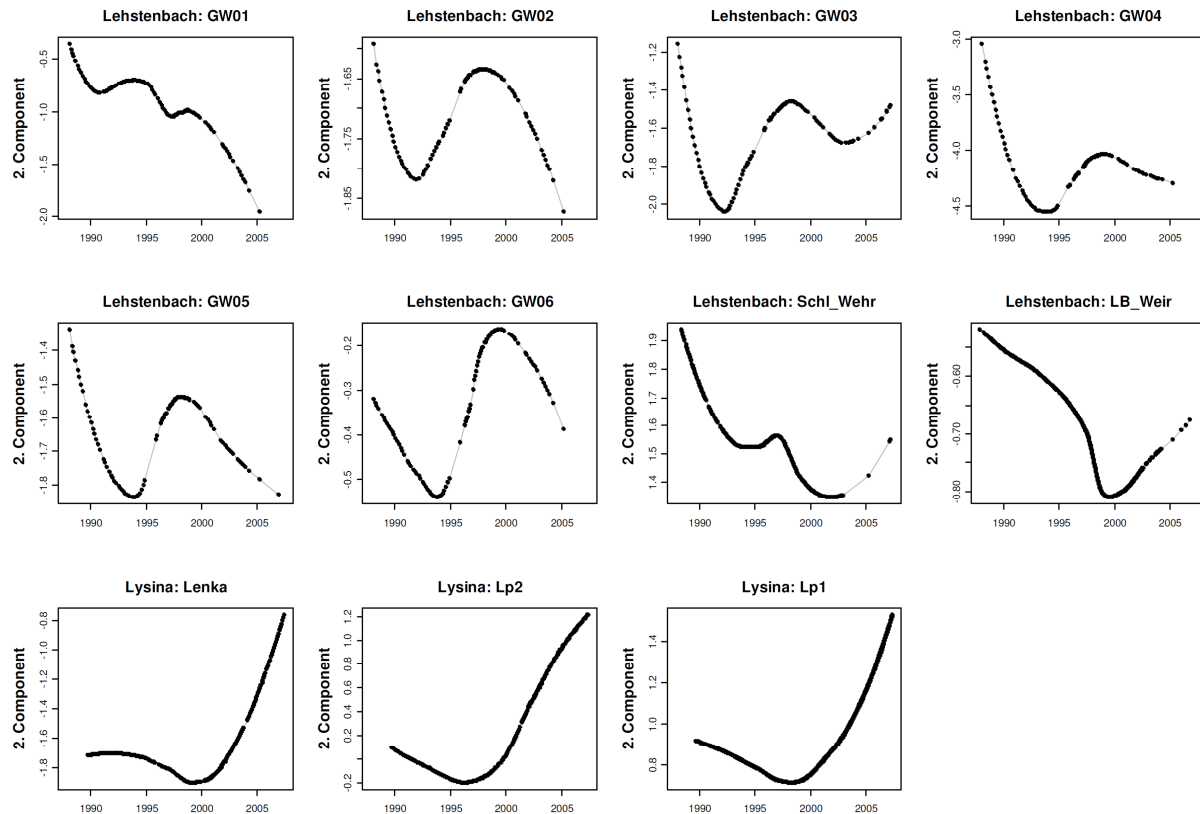 Lehstenbach: GW01
2. Component
-0.5
-1.0
-1.5
-2.0
1990 1995 2000 2005
Lehstenbach: GW02
2. Component
-1.65
-1.75
-1.85
1990 1995 2000 2005
Lehstenbach: GW03
2. Component
-1.2
-1.4
-1.6
-1.8
-2.0
1990 1995 2000 2005
Lehstenbach: GW04
2. Component
-3.0
-3.5
-4.0
-4.5
1990 1995 2000 2005
Lehstenbach: GW05
2. Component
-1.4
-1.5
-1.6
-1.7
-1.8
1990 1995 2000 2005
Lehstenbach: GW06
2. Component
-0.2
-0.3
-0.4
-0.5
1990 1995 2000 2005
Lehstenbach: Schl_Wehr
2. Component
1.9
1.8
1.7
1.6
1.5
1.4
1990 1995 2000 2005
Lehstenbach: LB_Weir
2. Component
-0.60
-0.70
-0.80
1990 1995 2000 2005
Lysina: Lenka
2. Component
-0.8
-1.0
-1.2
-1.4
-1.6
-1.8
1990 1995 2000 2005
Lysina: Lp2
2. Component
1.2
1.0
0.8
0.6
0.4
0.2
-0.2
1990 1995 2000 2005
Lysina: Lp1
2. Component
1.4
1.2
1.0
0.8
1990 1995 2000 2005